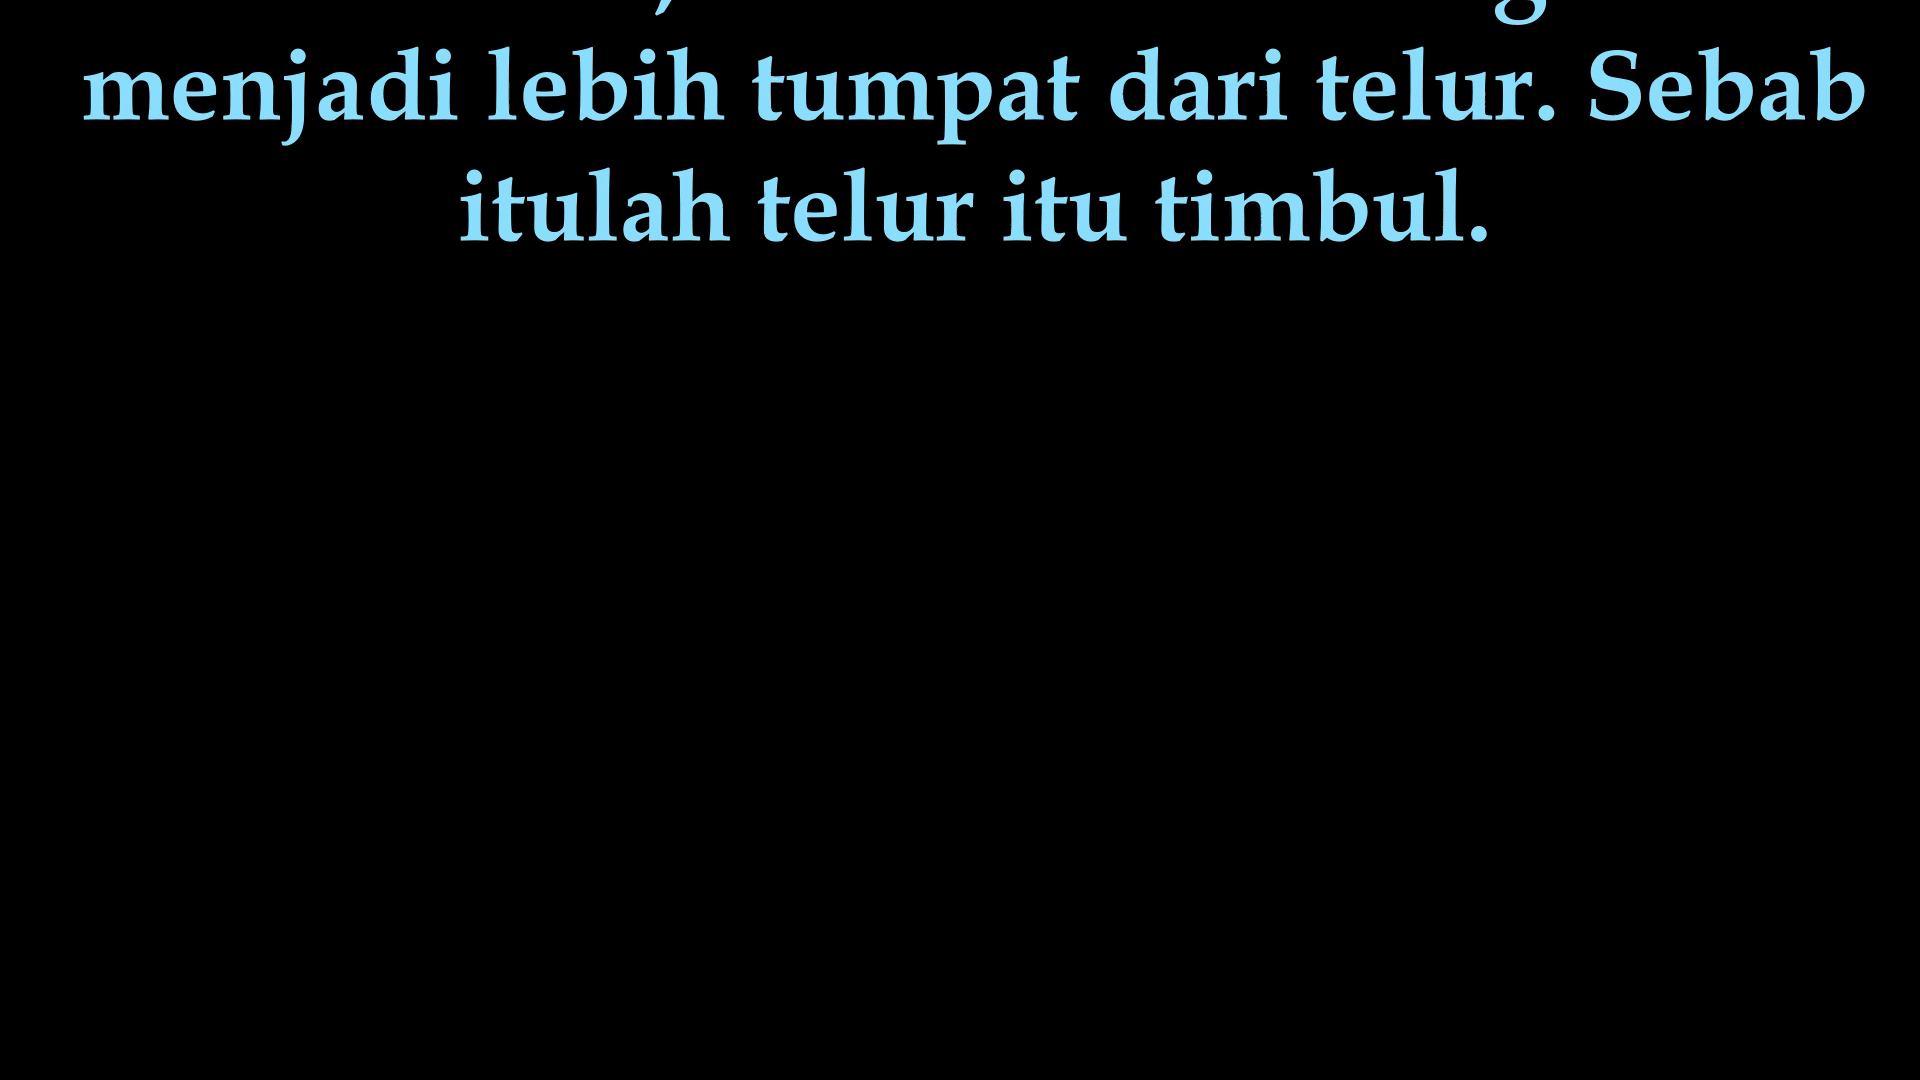 menjadi lebih tumpat dari telur. Sebab
itulah telur itu timbul.